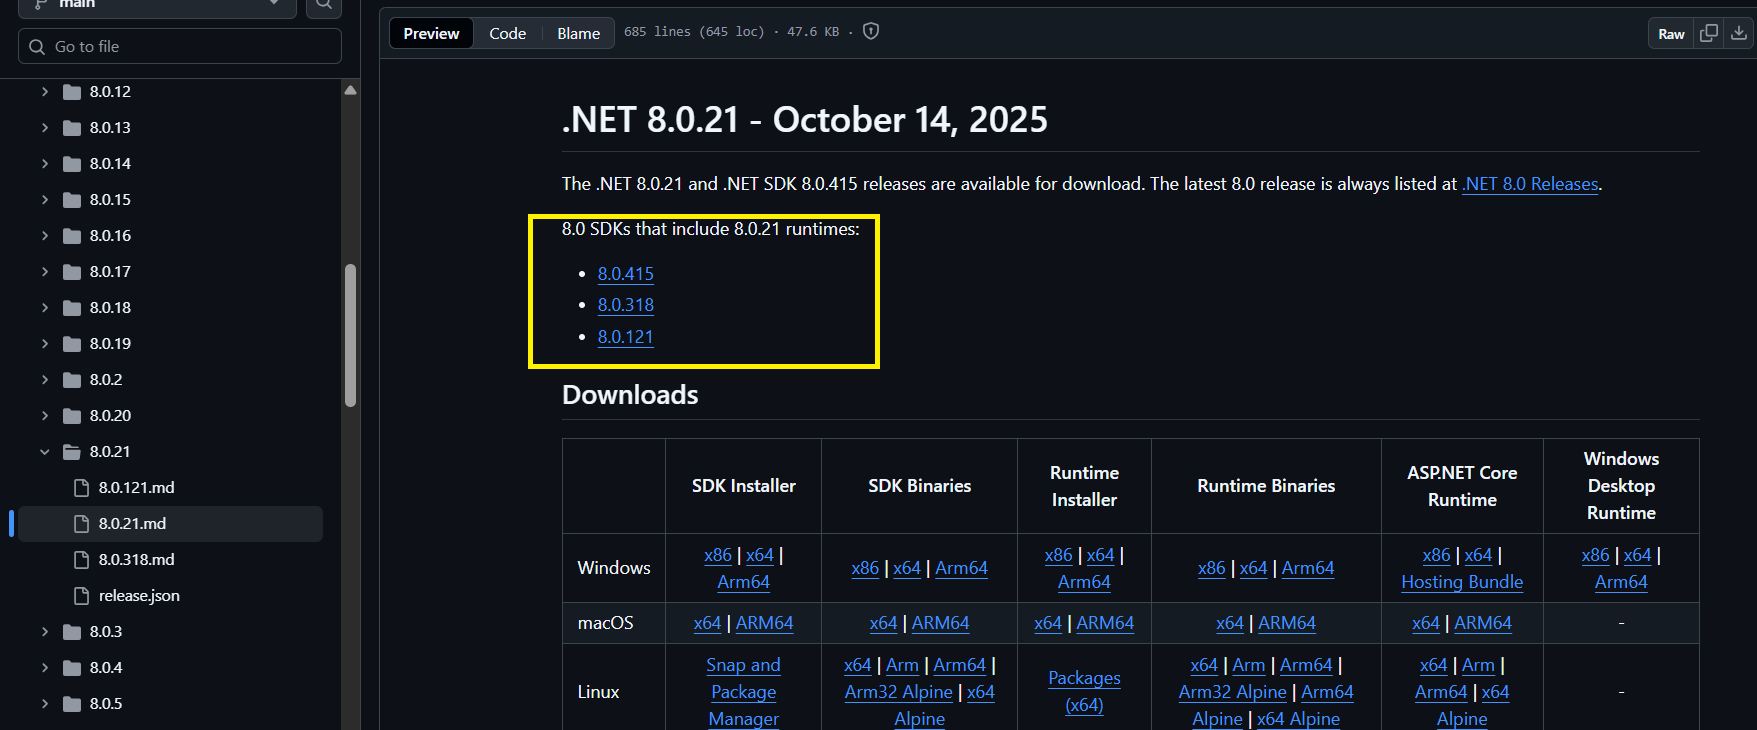 main
Go to file
8.0.12
8.0.13
8.0.14
8.0.15
8.0.16
8.0.17
8.0.18
8.0.19
8.0.2
8.0.20
8.0.21
8.0.121.md
8.0.21.md
8.0.318.md
release.json
8.0.3
8.0.4
8.0.5
Preview Code Blame 685 lines (645 loc) · 47.6 KB · Raw
.NET 8.0.21 - October 14, 2025
The .NET 8.0.21 and .NET SDK 8.0.415 releases are available for download. The latest 8.0 release is always listed at .NET 8.0 Releases.
8.0 SDKs that include 8.0.21 runtimes:
• 8.0.415
• 8.0.318
• 8.0.121
Downloads
SDK Installer
SDK Binaries
Runtime
Installer
Runtime Binaries
ASP.NET Core
Runtime
Windows
Desktop
Runtime
Windows
x86 | x64 |
Arm64
x86 | x64 | Arm64
x86 | x64 |
Arm64
x86 | x64 | Arm64
x86 | x64 |
Hosting Bundle
x86 | x64 |
Arm64
macOS
x64 | ARM64
x64 | ARM64
x64 | ARM64
x64 | ARM64
x64 | ARM64
-
Linux
Snap and
Package
Manager
x64 | Arm | Arm64 |
Arm32 Alpine | x64
Alpine
Packages
(x64)
x64 | Arm | Arm64 |
Arm32 Alpine | Arm64
Alpine | x64 Alpine
x64 | Arm |
Arm64 | x64
Alpine
-